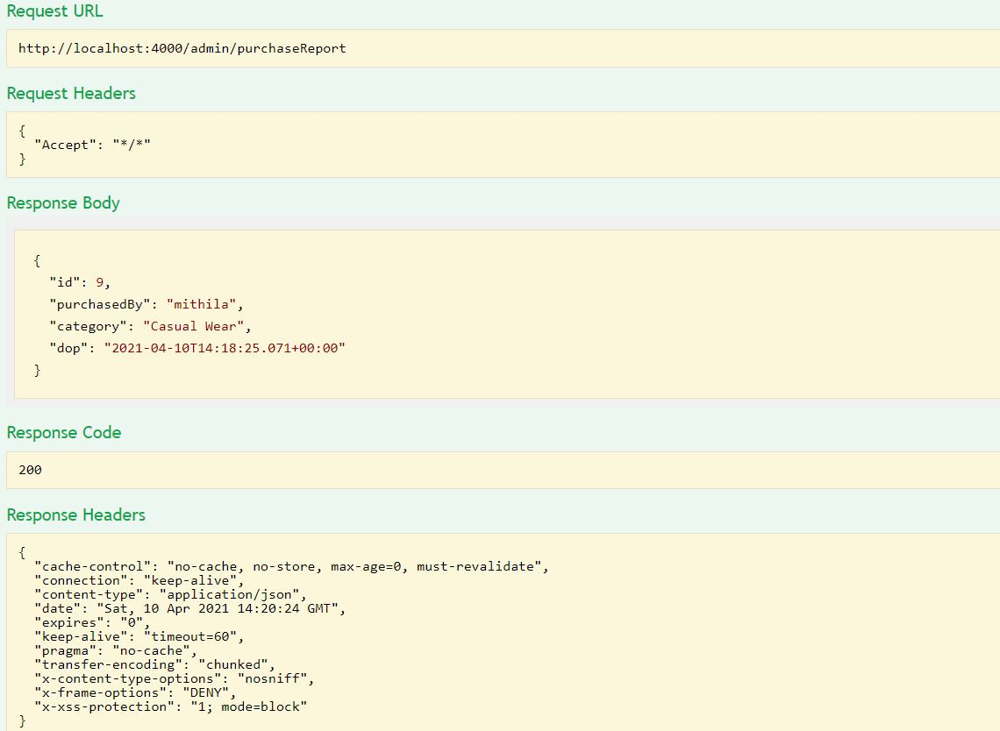 Request URL
http://localhost:4000/admin/purchaseReport
Request Headers
{
  "Accept": "*/*"
}
Response Body
{
  "id": 9,
  "purchasedBy": "mithila",
  "category": "Casual Wear",
  "dop": "2021-04-10T14:18:25.071+00:00"
}
Response Code
200
Response Headers
{
  "cache-control": "no-cache, no-store, max-age=0, must-revalidate",
  "connection": "keep-alive",
  "content-type": "application/json",
  "date": "Sat, 10 Apr 2021 14:20:24 GMT",
  "expires": "0",
  "keep-alive": "timeout=60",
  "pragma": "no-cache",
  "transfer-encoding": "chunked",
  "x-content-type-options": "nosniff",
  "x-frame-options": "DENY",
  "x-xss-protection": "1; mode=block"
}